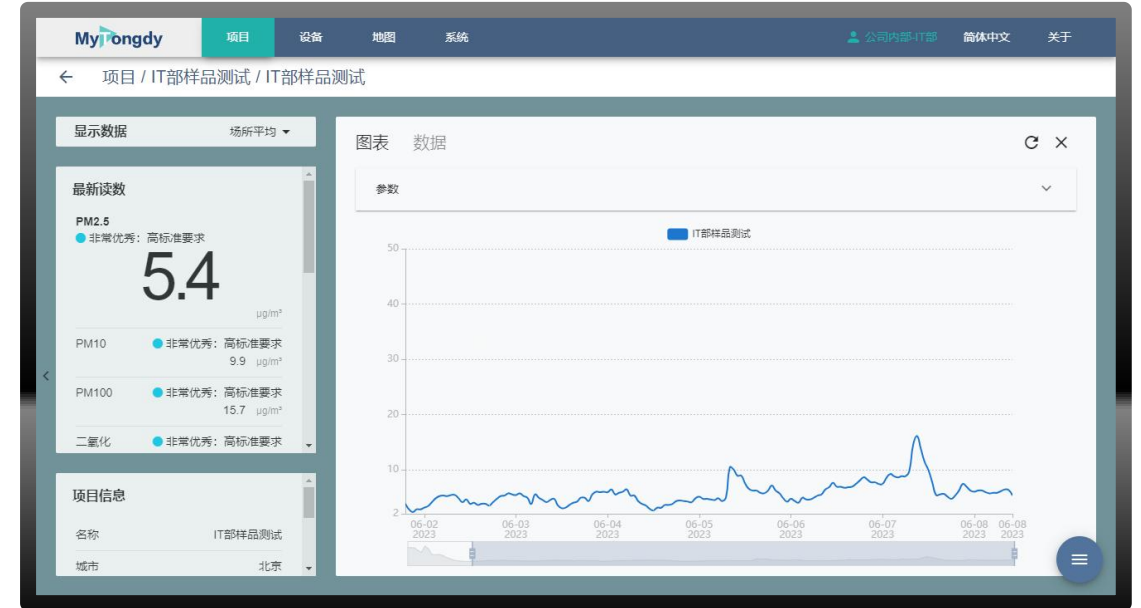 MyTongdy 项目 设备 地图 系统 公司内部-IT部 简体中文 关于
项目 / IT部样品测试 / IT部样品测试
显示数据 场所平均
最新读数
PM2.5
非常优秀：高标准要求
5.4
μg/m³
PM10 非常优秀：高标准要求
9.9 μg/m³
PM100 非常优秀：高标准要求
15.7 μg/m³
二氧化 非常优秀：高标准要求
项目信息
名称 IT部样品测试
城市 北京
图表 数据
参数
IT部样品测试
50
40
30
20
10
2
06-02 06-03 06-04 06-05 06-06 06-07 06-08 06-08
2023 2023 2023 2023 2023 2023 2023 2023